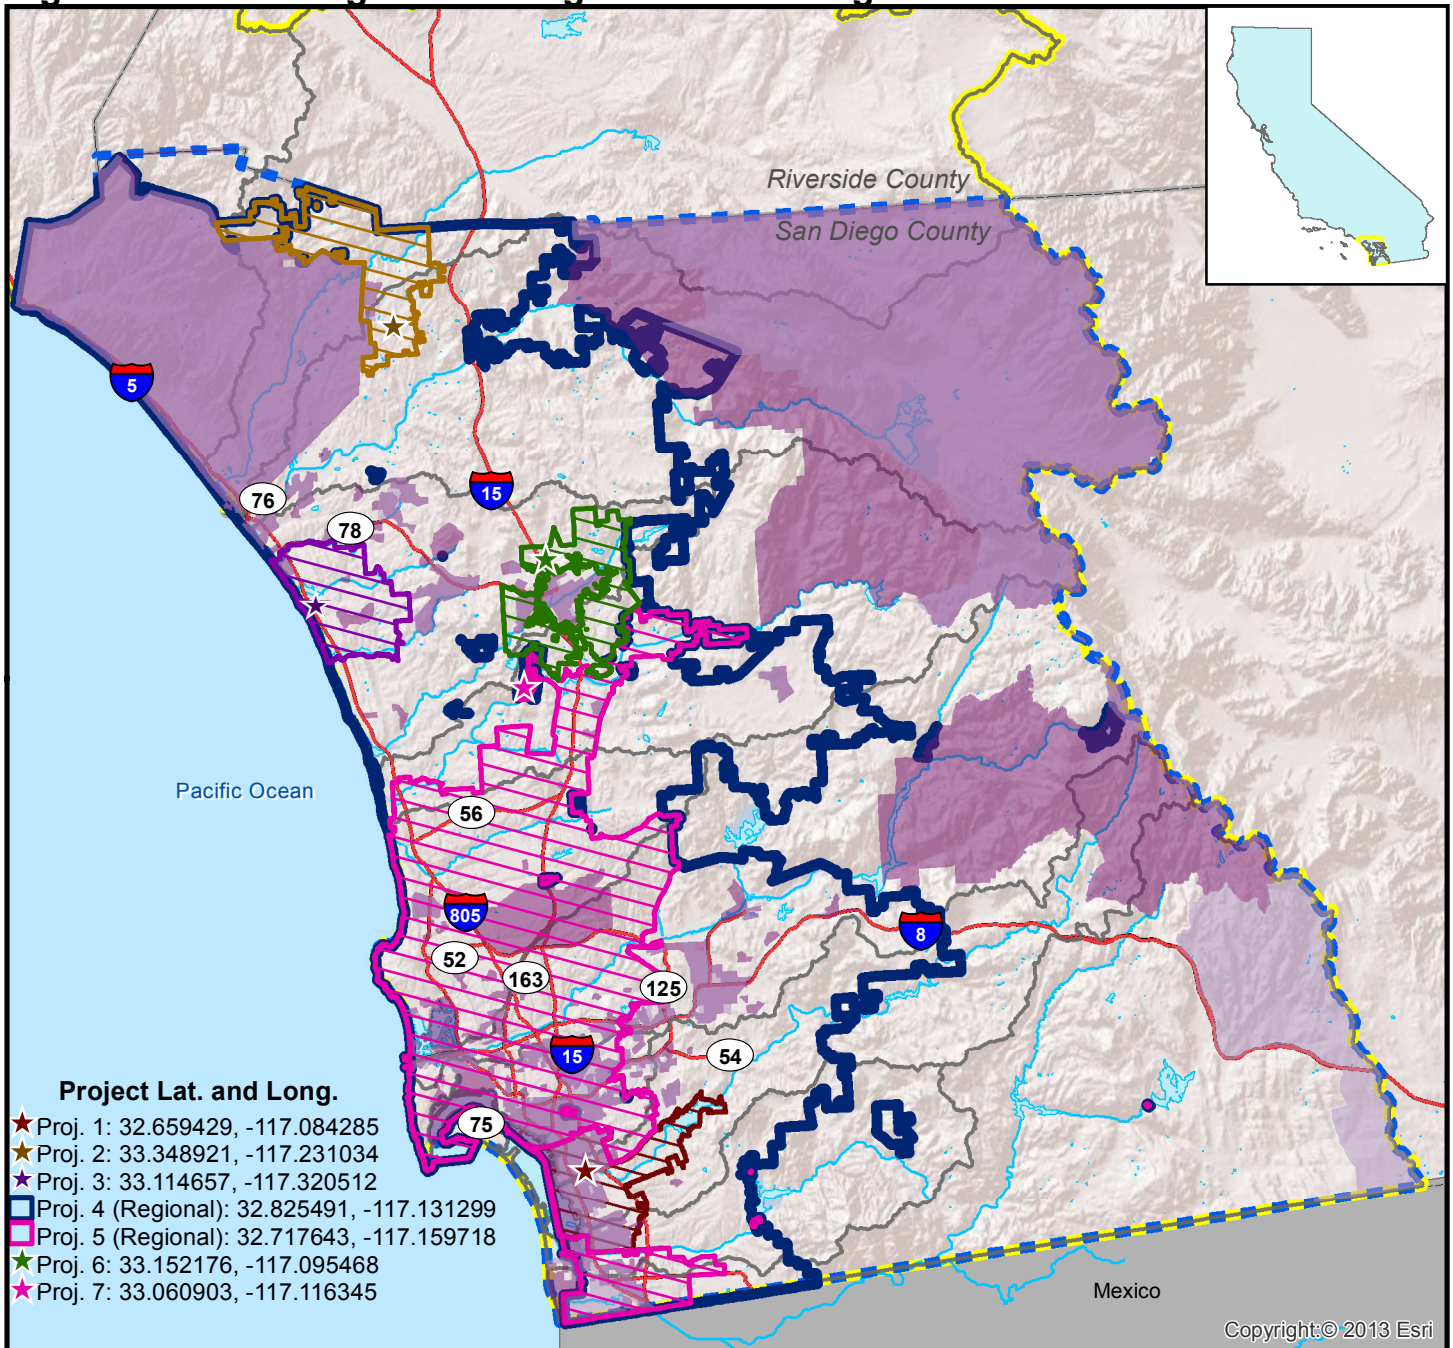 Riverside County
San Diego County
5
76
15
78
Pacific Ocean
56
805
8
52
163
125
15
54
75
Project Lat. and Long.
Proj. 1: 32.659429, -117.084285
Proj. 2: 33.348921, -117.231034
Proj. 3: 33.114657, -117.320512
Proj. 4 (Regional): 32.825491, -117.131299
Proj. 5 (Regional): 32.717643, -117.159718
Proj. 6: 33.152176, -117.095468
Proj. 7: 33.060903, -117.116345
Mexico
Copyright:© 2013 Esri